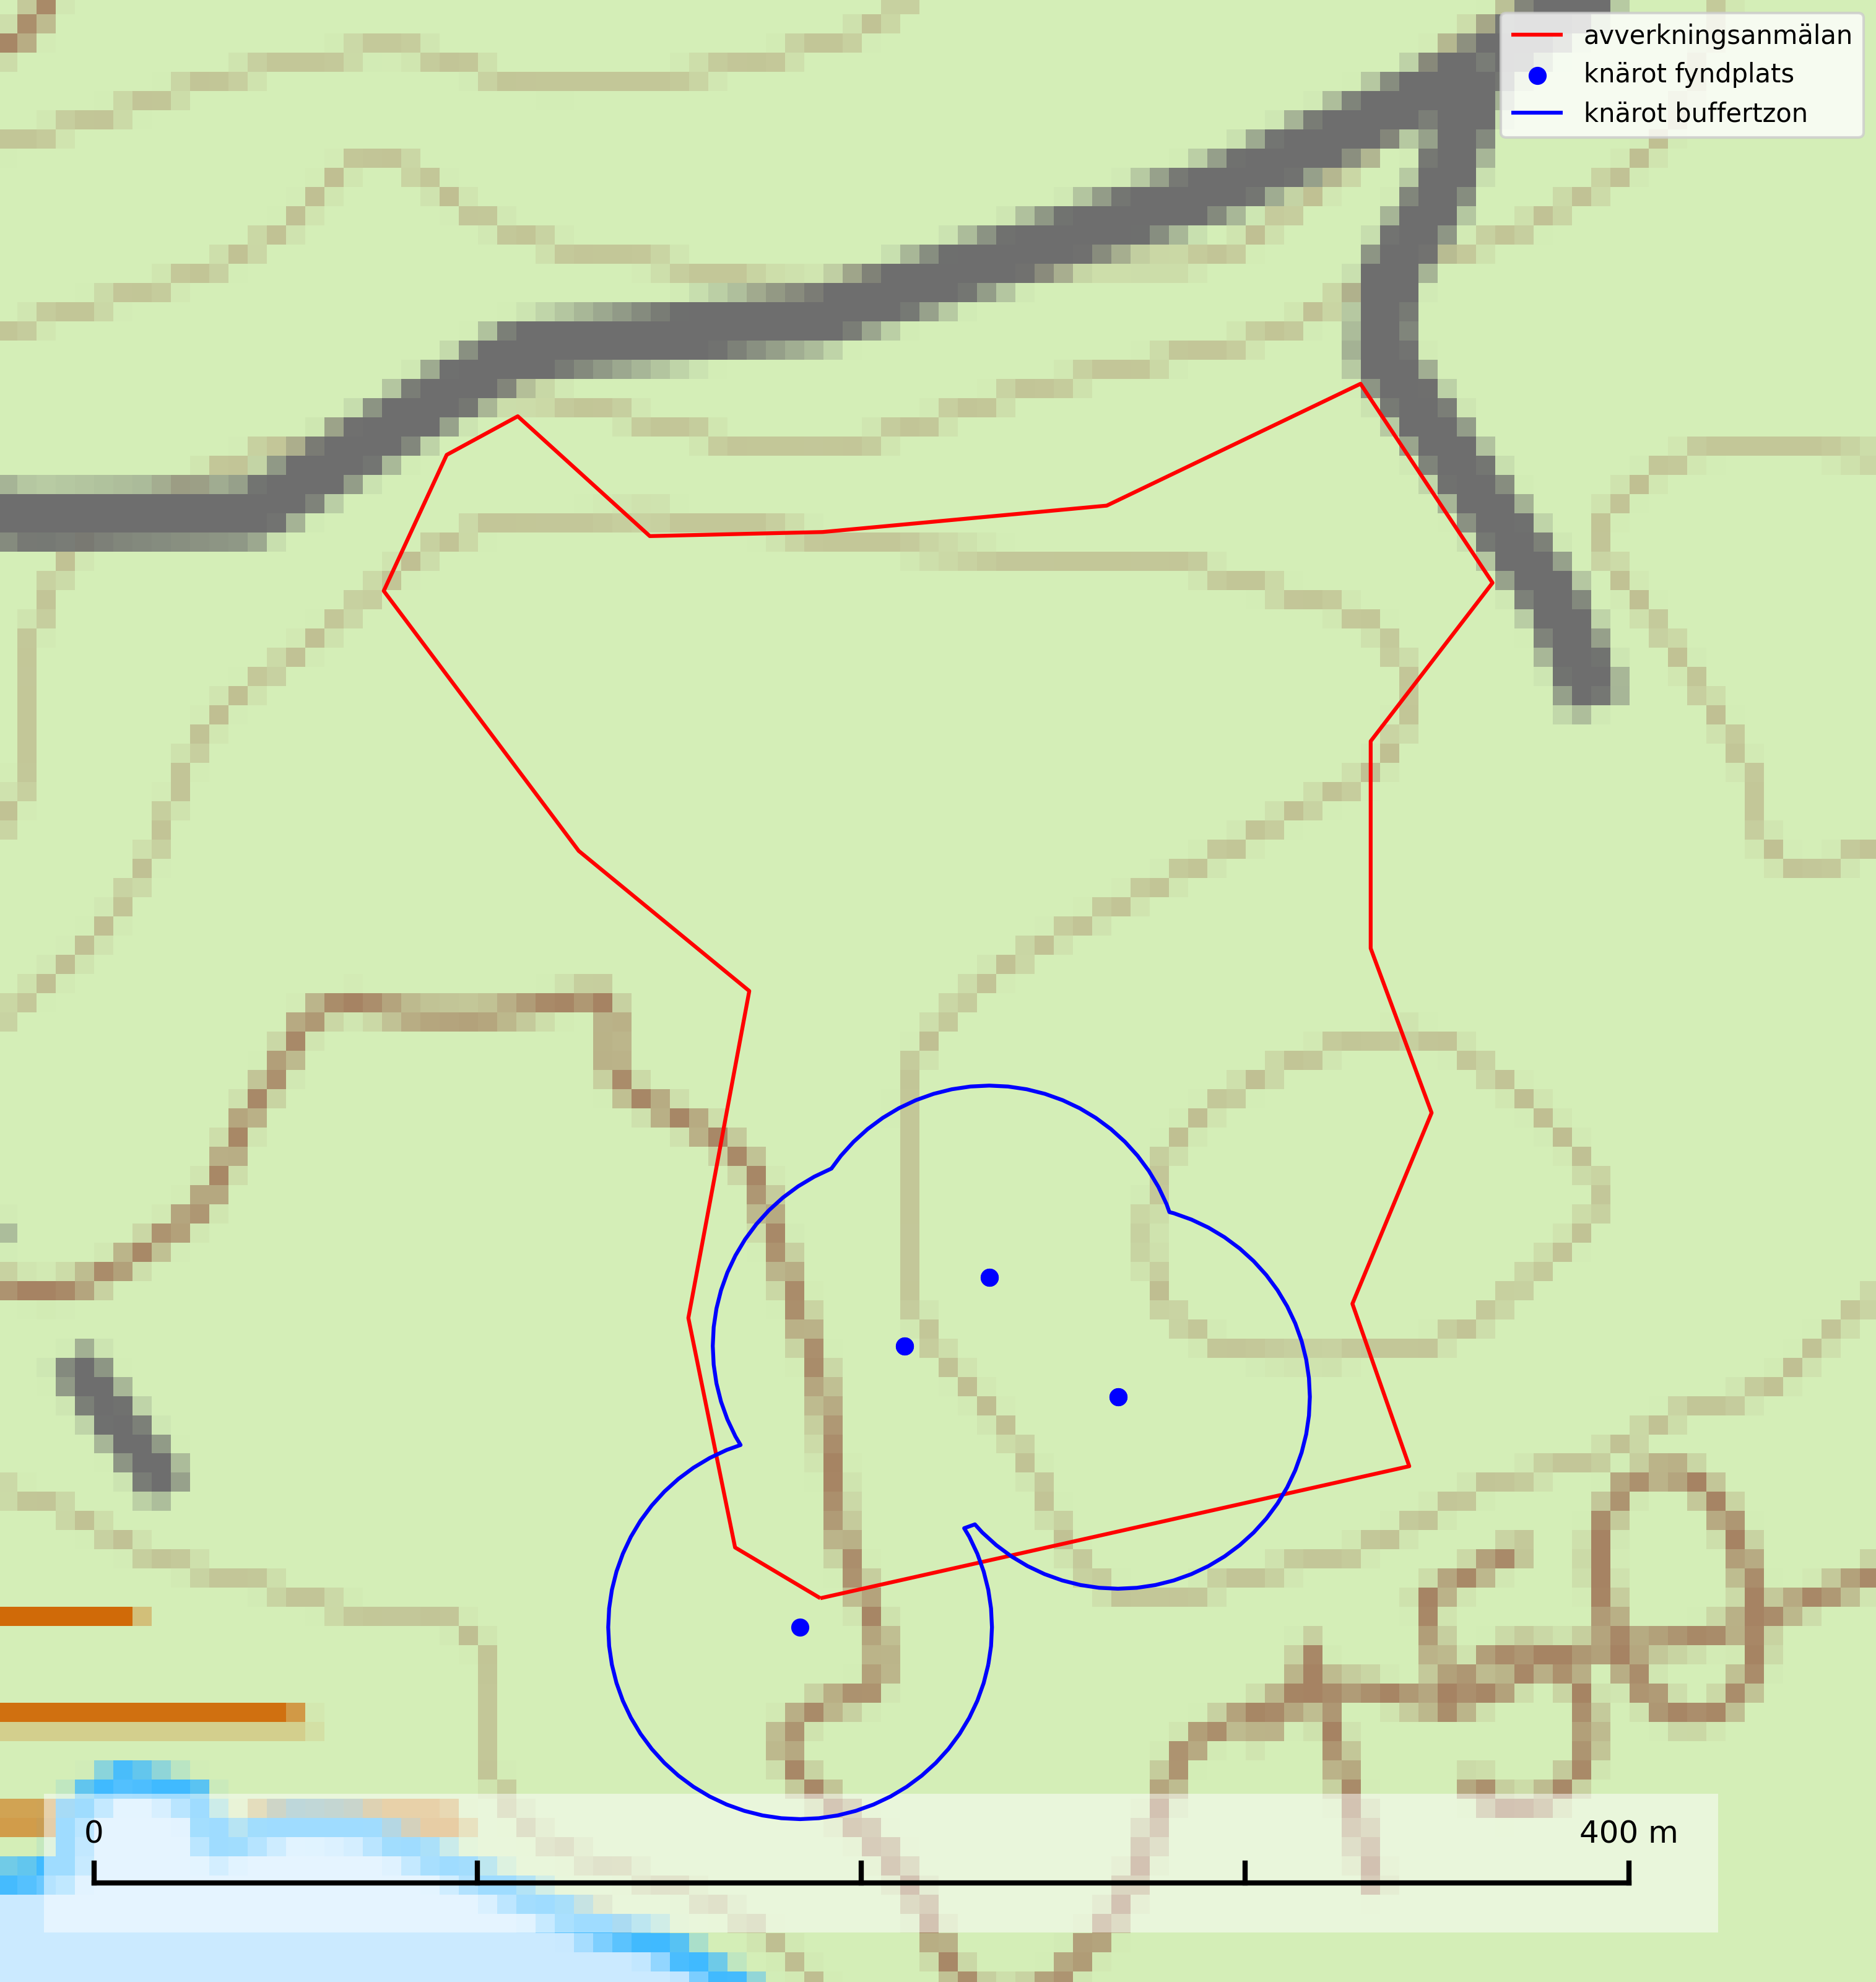 avverkningsanmälan
knärot fyndplats
knärot buffertzon
0
400 m